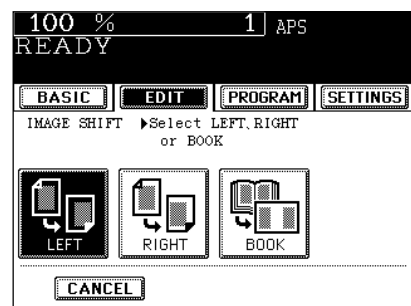 100 % 1 APS
READY
BASIC EDIT PROGRAM SETTINGS
IMAGE SHIFT ▶Select LEFT, RIGHT
or BOOK
LEFT RIGHT BOOK
CANCEL